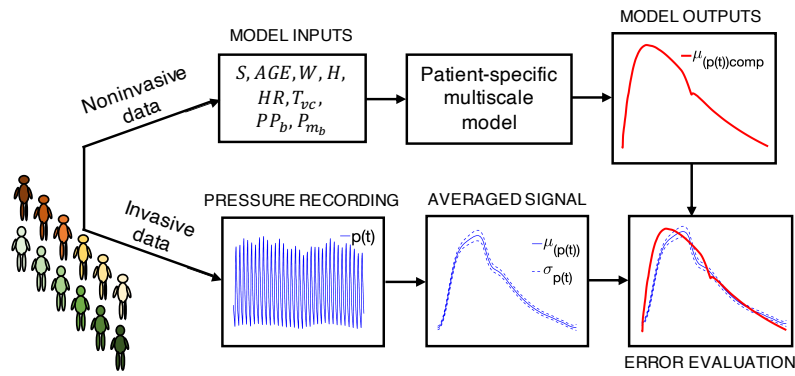 MODEL OUTPUTS
MODEL INPUTS
S, AGE, W, H,
HR, T_vc,
PP_b, P_m_b
Patient-specific
multiscale
model
μ_(p(t))comp
Noninvasive
data
Invasive
data
PRESSURE RECORDING
p(t)
AVERAGED SIGNAL
μ_(p(t))
σ_p(t)
ERROR EVALUATION